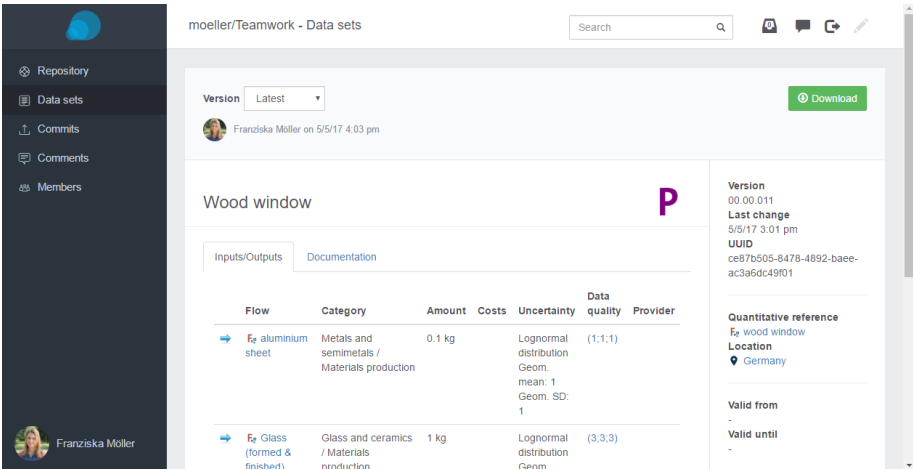 moeller/Teamwork - Data sets
Search
0
Repository
Data sets
Commits
Comments
Members
Franziska Möller
Version Latest
Download
Franziska Möller on 5/5/17 4:03 pm
Wood window
P
Inputs/Outputs Documentation
Flow Category Amount Costs Uncertainty Data quality Provider
Fe aluminium Metals and 0.1 kg Lognormal (1;1;1)
sheet semimetals / distribution
Materials production Geom.
mean: 1
Geom. SD:
1
Fe Glass Glass and ceramics 1 kg Lognormal (3;3;3)
(formed & / Materials distribution
finished) production Geom.
Version
00.00.011
Last change
5/5/17 3:01 pm
UUID
ce87b505-8478-4892-baee-
ac3a6dc49f01
Quantitative reference
Fe wood window
Location
Germany
Valid from
-
Valid until
-